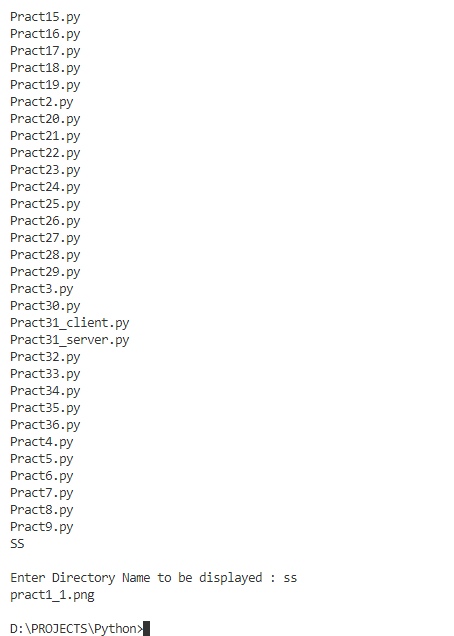 Pract15.py
Pract16.py
Pract17.py
Pract18.py
Pract19.py
Pract2.py
Pract20.py
Pract21.py
Pract22.py
Pract23.py
Pract24.py
Pract25.py
Pract26.py
Pract27.py
Pract28.py
Pract29.py
Pract3.py
Pract30.py
Pract31_client.py
Pract31_server.py
Pract32.py
Pract33.py
Pract34.py
Pract35.py
Pract36.py
Pract4.py
Pract5.py
Pract6.py
Pract7.py
Pract8.py
Pract9.py
SS
Enter Directory Name to be displayed : ss
pract1_1.png
D:\PROJECTS\Python>